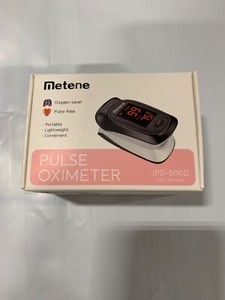 metene
Oxygen Level
Pulse Rate
- Portable
- Lightweight
- Convenient
PULSE
OXIMETER
JPD-500D